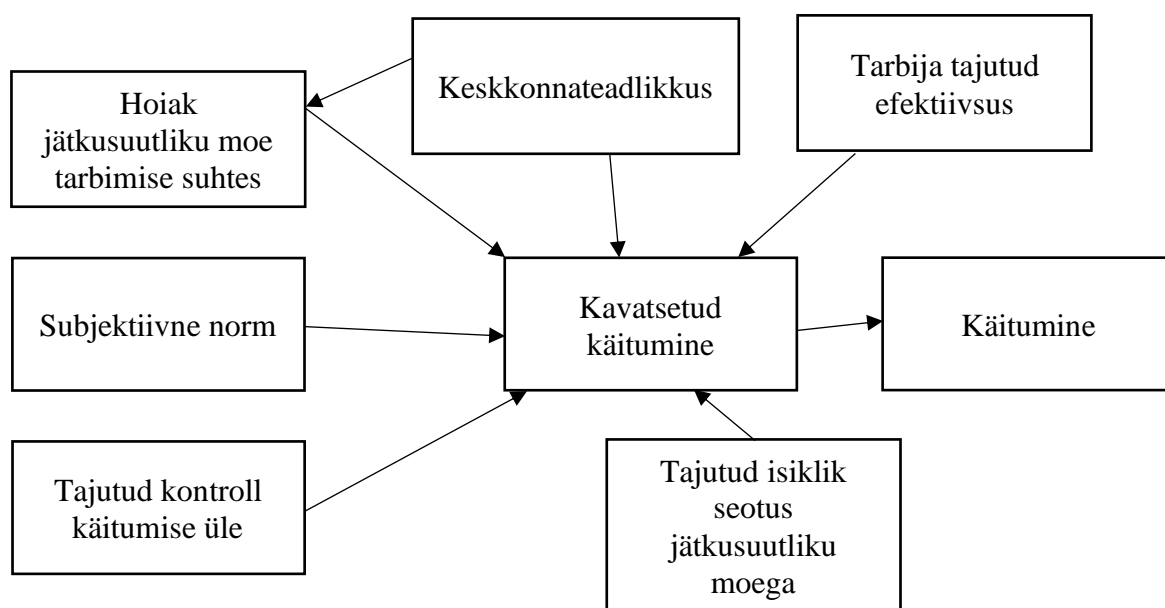 Hoiak
jätkusuutliku moe
tarbimise suhtes
Keskkonnateadlikkus
Tarbija tajutud
efektiivsus
Subjektiivne norm
Kavatsetud
käitumine
Käitumine
Tajutud kontroll
käitumise üle
Tajutud isiklik
seotus
jätkusuutliku
moega